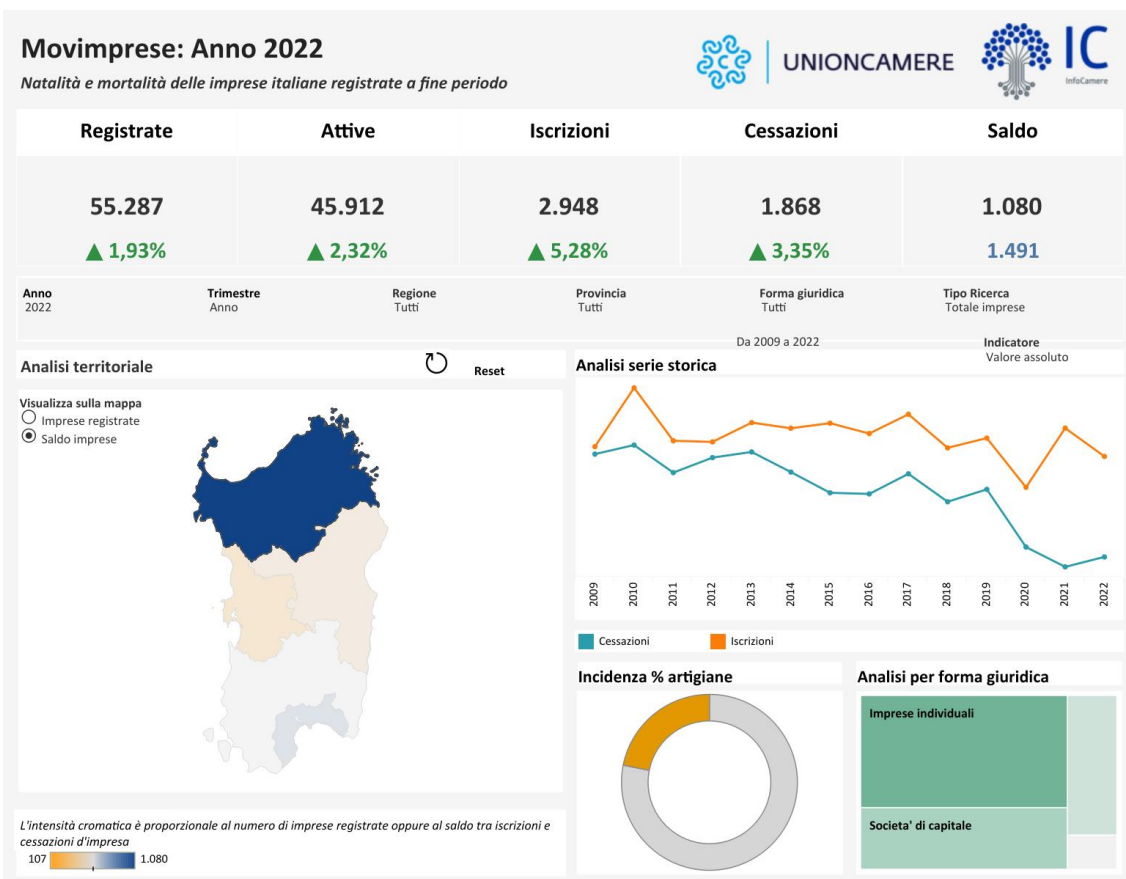 Movimprese: Anno 2022
Natalità e mortalità delle imprese italiane registrate a fine periodo
UNIONCAMERE
IC
InfoCamere
Registrate
Attive
Iscrizioni
Cessazioni
Saldo
55.287
45.912
2.948
1.868
1.080
▲ 1,93%
▲ 2,32%
▲ 5,28%
▲ 3,35%
1.491
Anno
2022
Trimestre
Anno
Regione
Tutti
Provincia
Tutti
Forma giuridica
Tutti
Tipo Ricerca
Totale imprese
Da 2009 a 2022
Indicatore
Valore assoluto
Analisi territoriale
Reset
Visualizza sulla mappa
Imprese registrate
Saldo imprese
L'intensità cromatica è proporzionale al numero di imprese registrate oppure al saldo tra iscrizioni e
cessazioni d'impresa
107
1.080
Analisi serie storica
2009
2010
2011
2012
2013
2014
2015
2016
2017
2018
2019
2020
2021
2022
Cessazioni
Iscrizioni
Incidenza % artigiane
Analisi per forma giuridica
Imprese individuali
Societa' di capitale